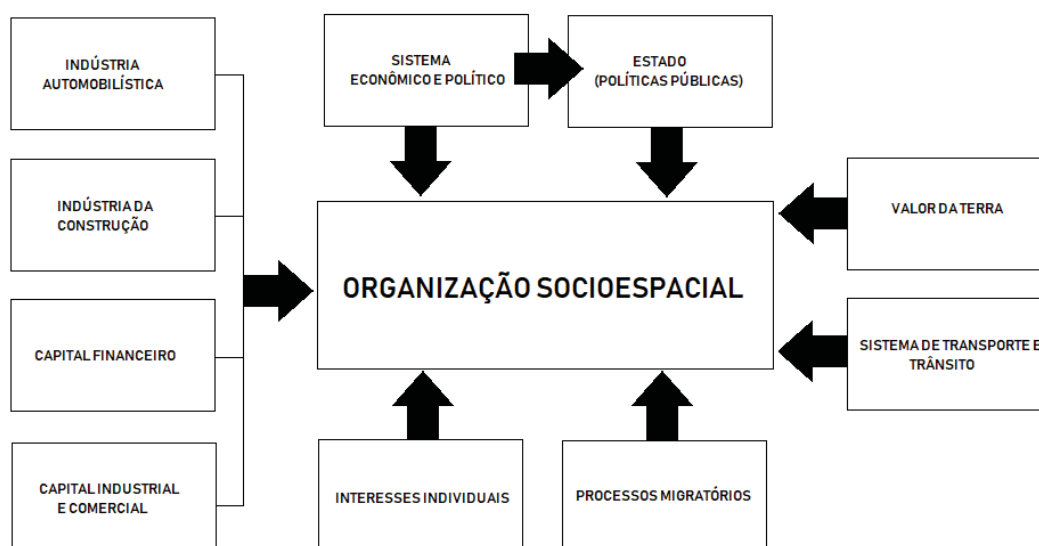 INDÚSTRIA
AUTOMOBILÍSTICA
SISTEMA
ECONÔMICO E POLÍTICO
ESTADO
(POLÍTICAS PÚBLICAS)
INDÚSTRIA DA
CONSTRUÇÃO
VALOR DA TERRA
ORGANIZAÇÃO SOCIOESPACIAL
CAPITAL FINANCEIRO
SISTEMA DE TRANSPORTE E
TRÂNSITO
CAPITAL INDUSTRIAL
E COMERCIAL
INTERESSES INDIVIDUAIS
PROCESSOS MIGRATÓRIOS